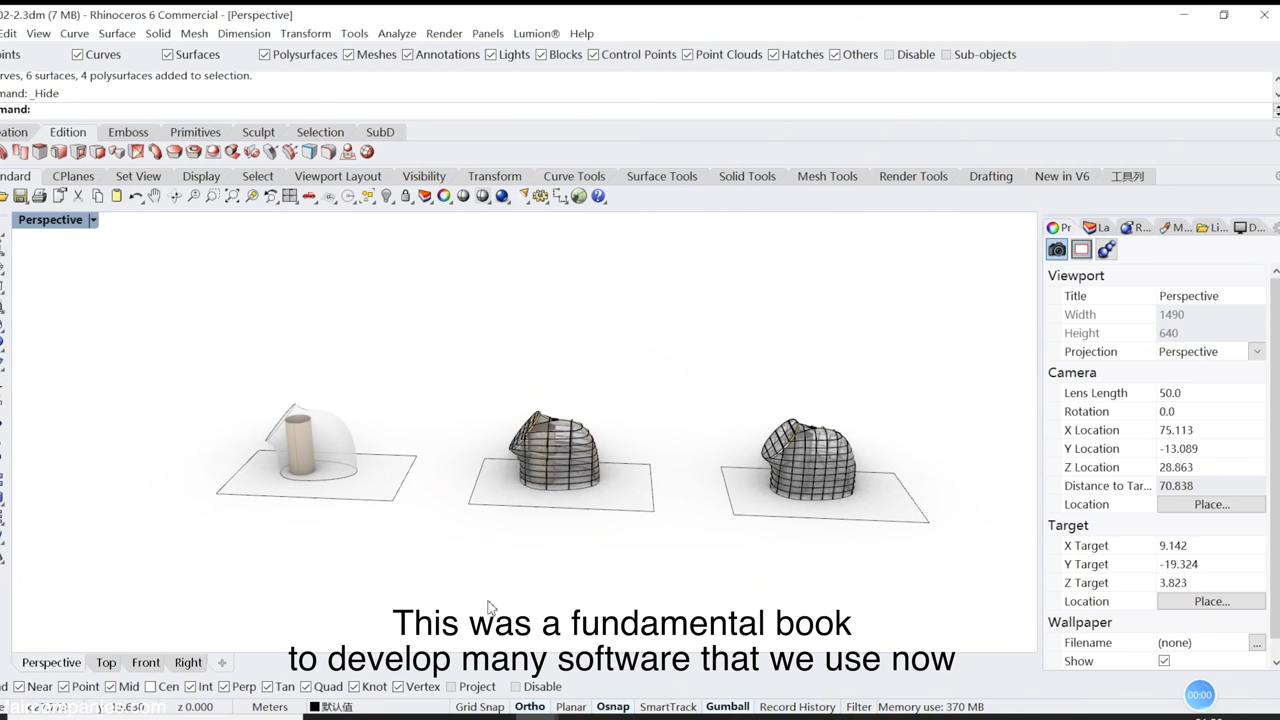 02-2.3dm (7 MB) - Rhinoceros 6 Commercial - [Perspective]
Edit View Curve Surface Solid Mesh Dimension Transform Tools Analyze Render Panels Lumion® Help
Curves Surfaces Polysurfaces Meshes Annotations Lights Blocks Control Points Point Clouds Hatches Others Disable Sub-objects
rves, 6 surfaces, 4 polysurfaces added to selection.
mand: _Hide
mand:
eation Edition Emboss Primitives Sculpt Selection SubD
ndard CPlanes Set View Display Select Viewport Layout Visibility Transform Curve Tools Surface Tools Solid Tools Mesh Tools Render Tools Drafting New in V6 工具列
Perspective
Pr La R... M... Li... D...
Viewport
Title Perspective
Width 1490
Height 640
Projection Perspective
Camera
Lens Length 50.0
Rotation 0.0
X Location 75.113
Y Location -13.089
Z Location 28.863
Distance to Tar... 70.838
Location Place...
Target
X Target 9.142
Y Target -19.324
Z Target 3.823
Location Place...
Wallpaper
Filename (none) ...
Show
This was a fundamental book
to develop many software that we use now
Perspective Top Front Right
Near Point Mid Cen Int Perp Tan Quad Knot Vertex Project Disable
z 0.000 Meters 默认值 Grid Snap Ortho Planar Osnap SmartTrack Gumball Record History Filter Memory use: 370 MB
00:00